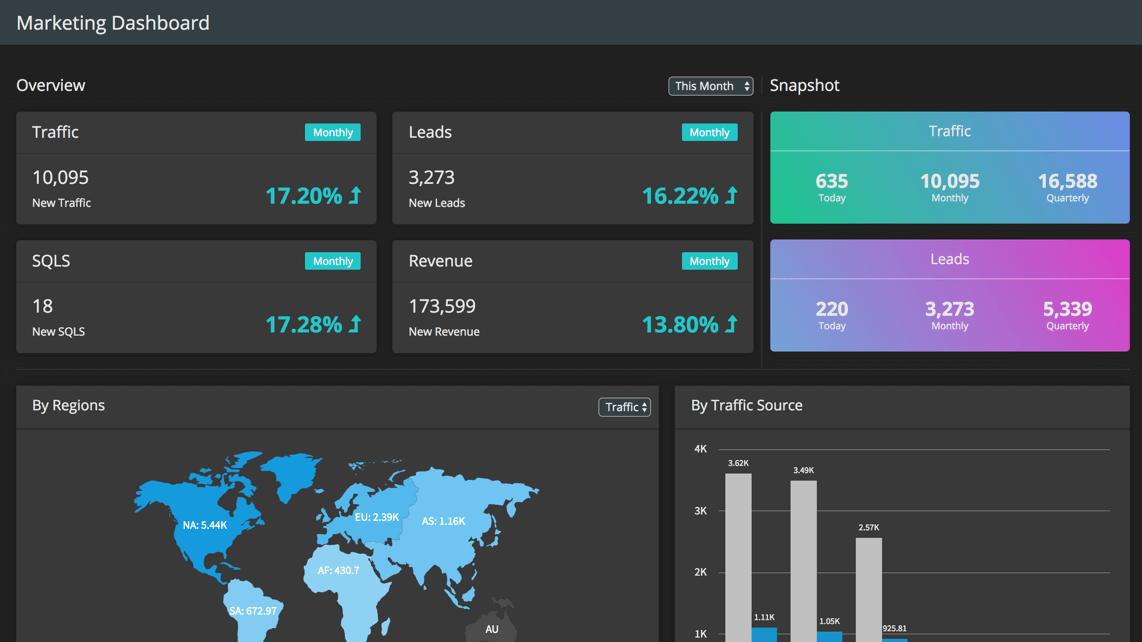 Marketing Dashboard
Overview
This Month
Snapshot
Traffic
Monthly
10,095
New Traffic
17.20%
Leads
Monthly
3,273
New Leads
16.22%
Traffic
635
10,095
16,588
Today
Monthly
Quarterly
SQLS
Monthly
18
New SQLS
17.28%
Revenue
Monthly
173,599
New Revenue
13.80%
Leads
220
3,273
5,339
Today
Monthly
Quarterly
By Regions
Traffic
NA: 5.44K
EU: 2.39K
AS: 1.16K
AF: 430.7
SA: 672.97
AU
By Traffic Source
4K
3.62K
3.49K
3K
2.57K
2K
1.11K
1.05K
925.81
1K